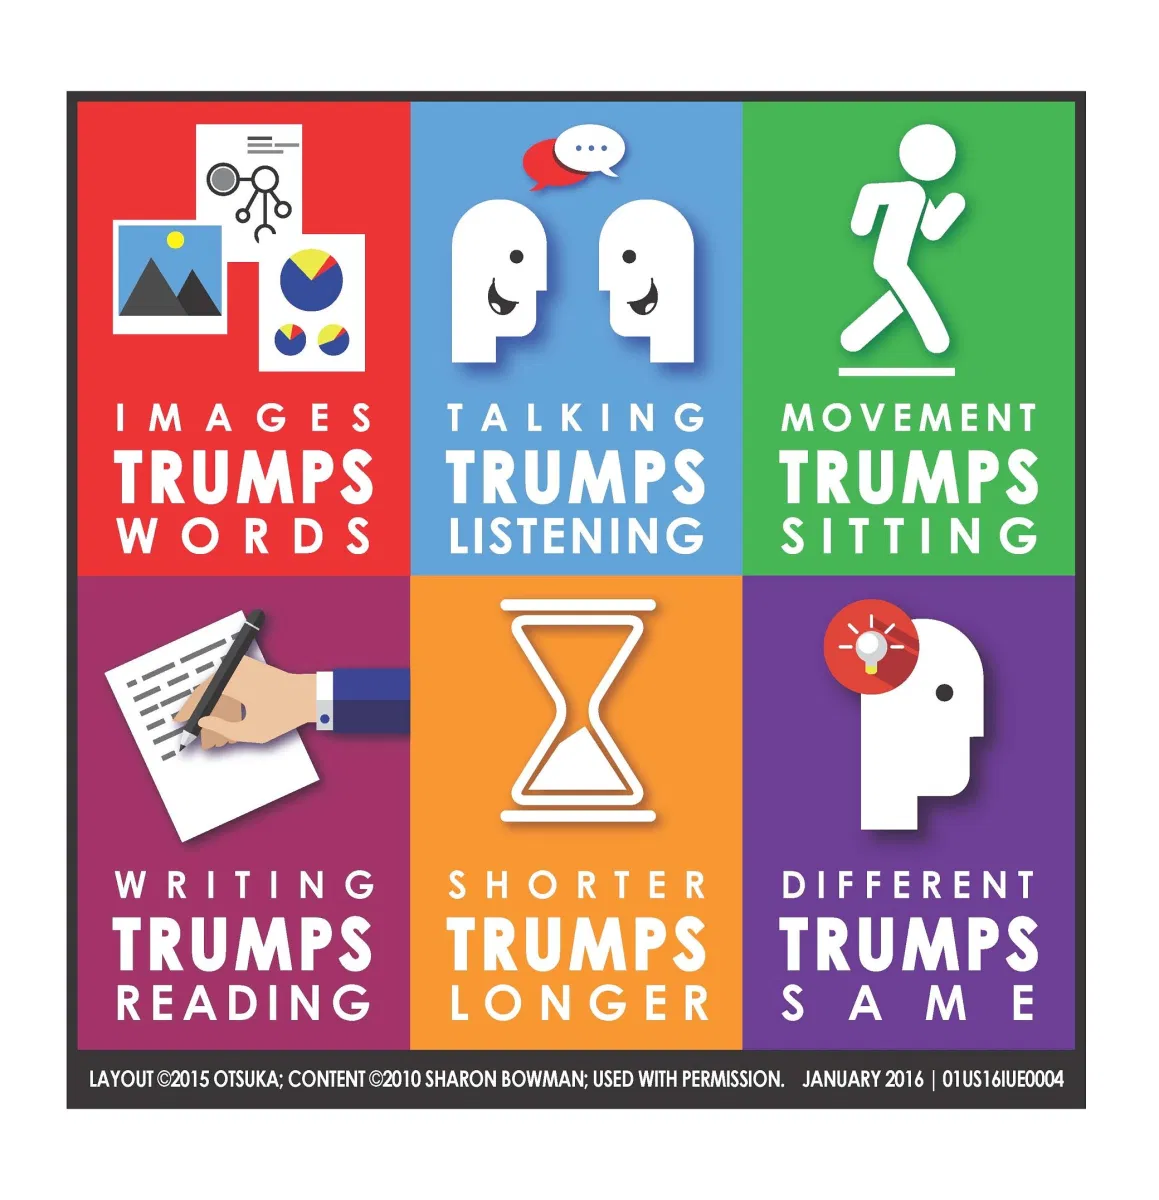 IMAGES
TRUMPS
WORDS
TALKING
TRUMPS
LISTENING
MOVEMENT
TRUMPS
SITTING
WRITING
TRUMPS
READING
SHORTER
TRUMPS
LONGER
DIFFERENT
TRUMPS
SAME
LAYOUT ©2015 OTSUKA; CONTENT ©2010 SHARON BOWMAN; USED WITH PERMISSION. JANUARY 2016 | 01US16IUE0004